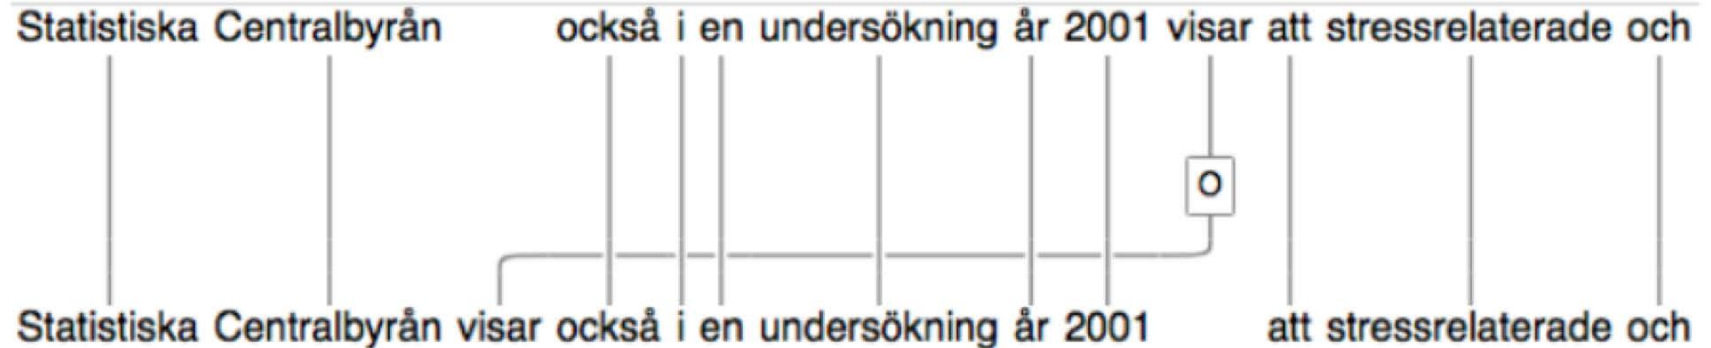 Statistiska Centralbyrån också i en undersökning år 2001 visar att stressrelaterade och
O
Statistiska Centralbyrån visar också i en undersökning år 2001 att stressrelaterade och